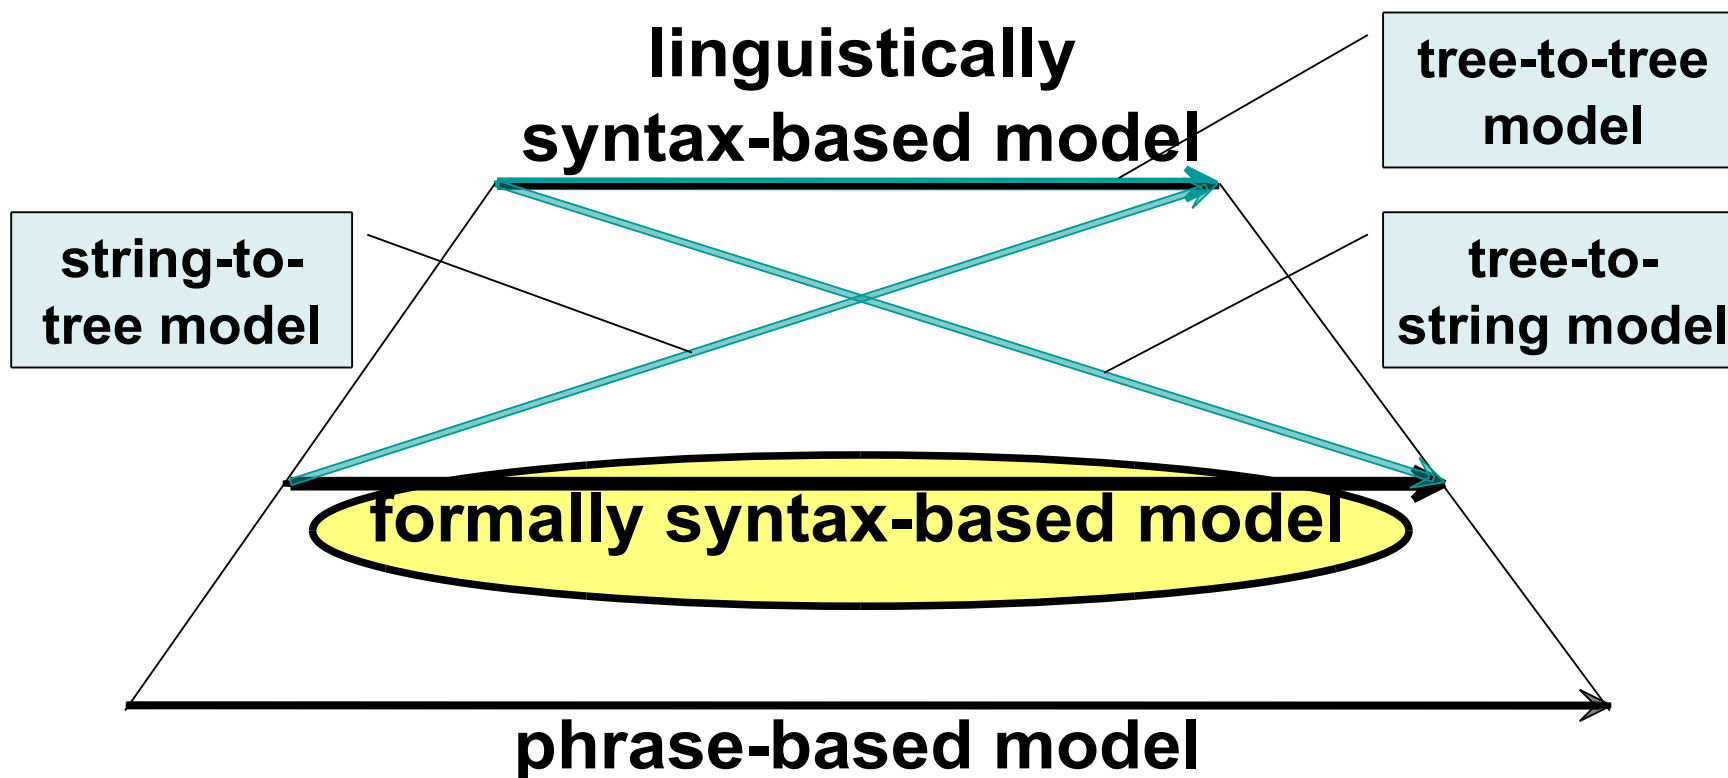 linguistically
syntax-based model
tree-to-tree
model
string-to-
tree model
tree-to-
string model
formally syntax-based model
phrase-based model